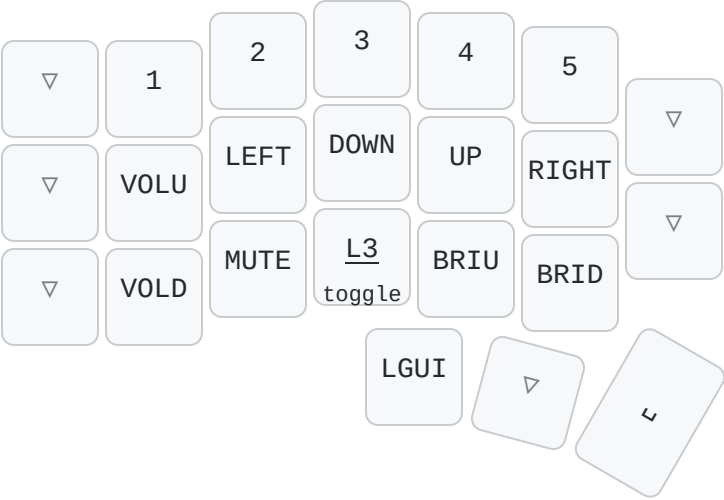 ▽ 1 2 3 4 5 ▽
▽ VOLU LEFT DOWN UP RIGHT ▽
▽ VOLD MUTE L3 BRIU BRID
toggle
LGUI ▽ ⎵